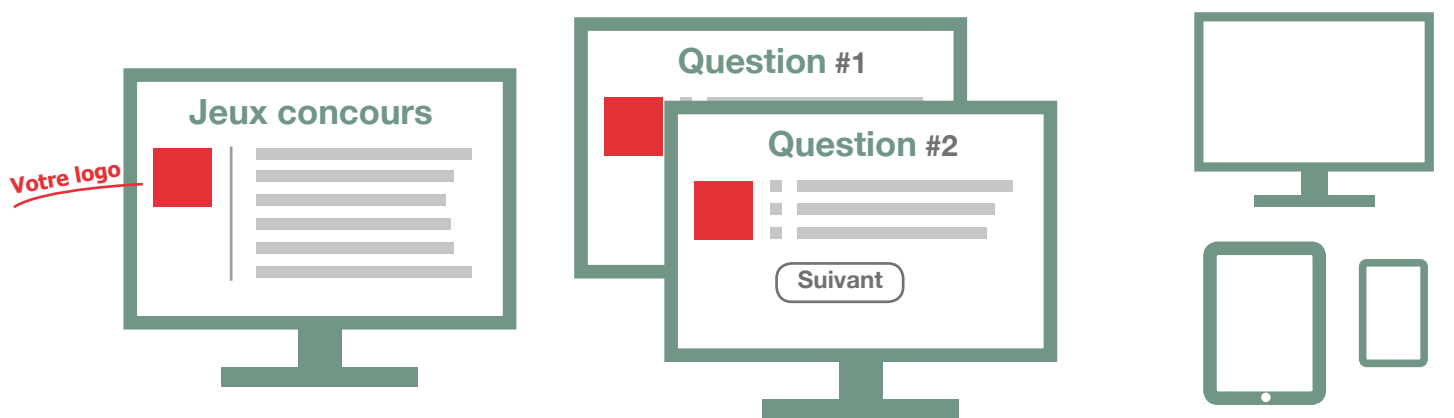 Jeux concours
Votre logo
Question #1
Question #2
Suivant